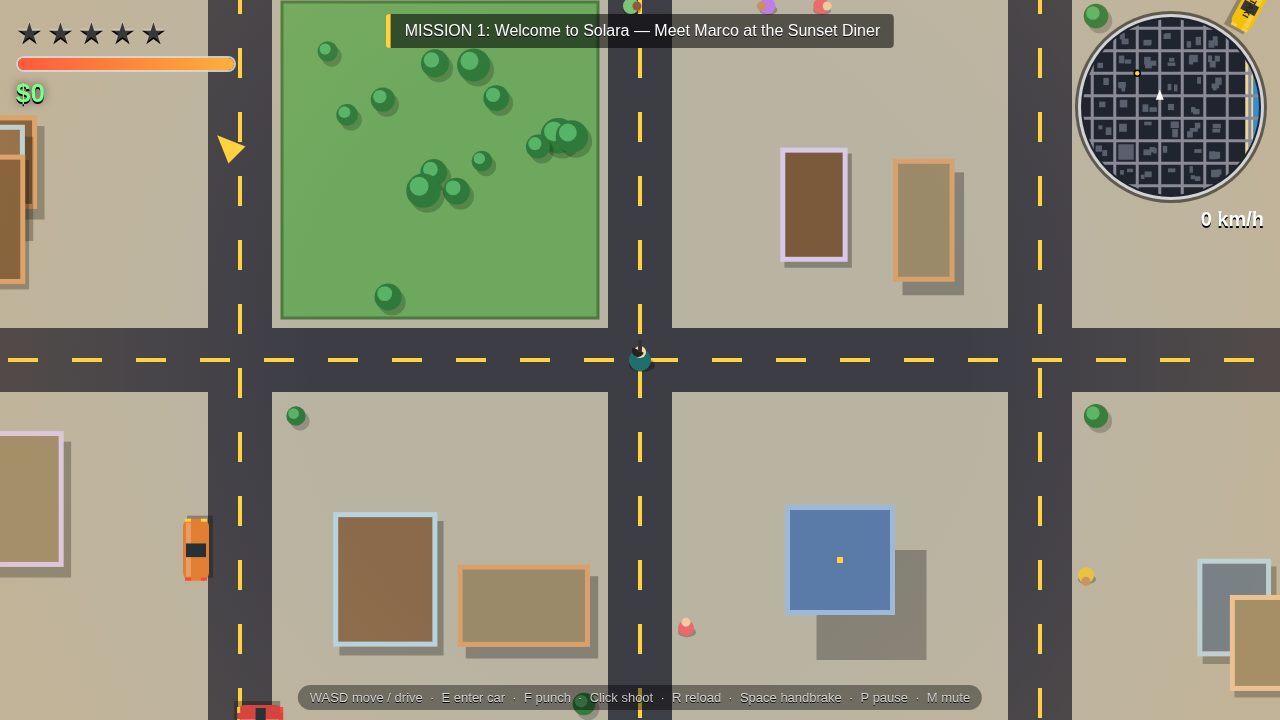 MISSION 1: Welcome to Solara — Meet Marco at the Sunset Diner
$0
0 km/h
WASD move / drive · E enter car · F punch · Click shoot · R reload · Space handbrake · P pause · M mute